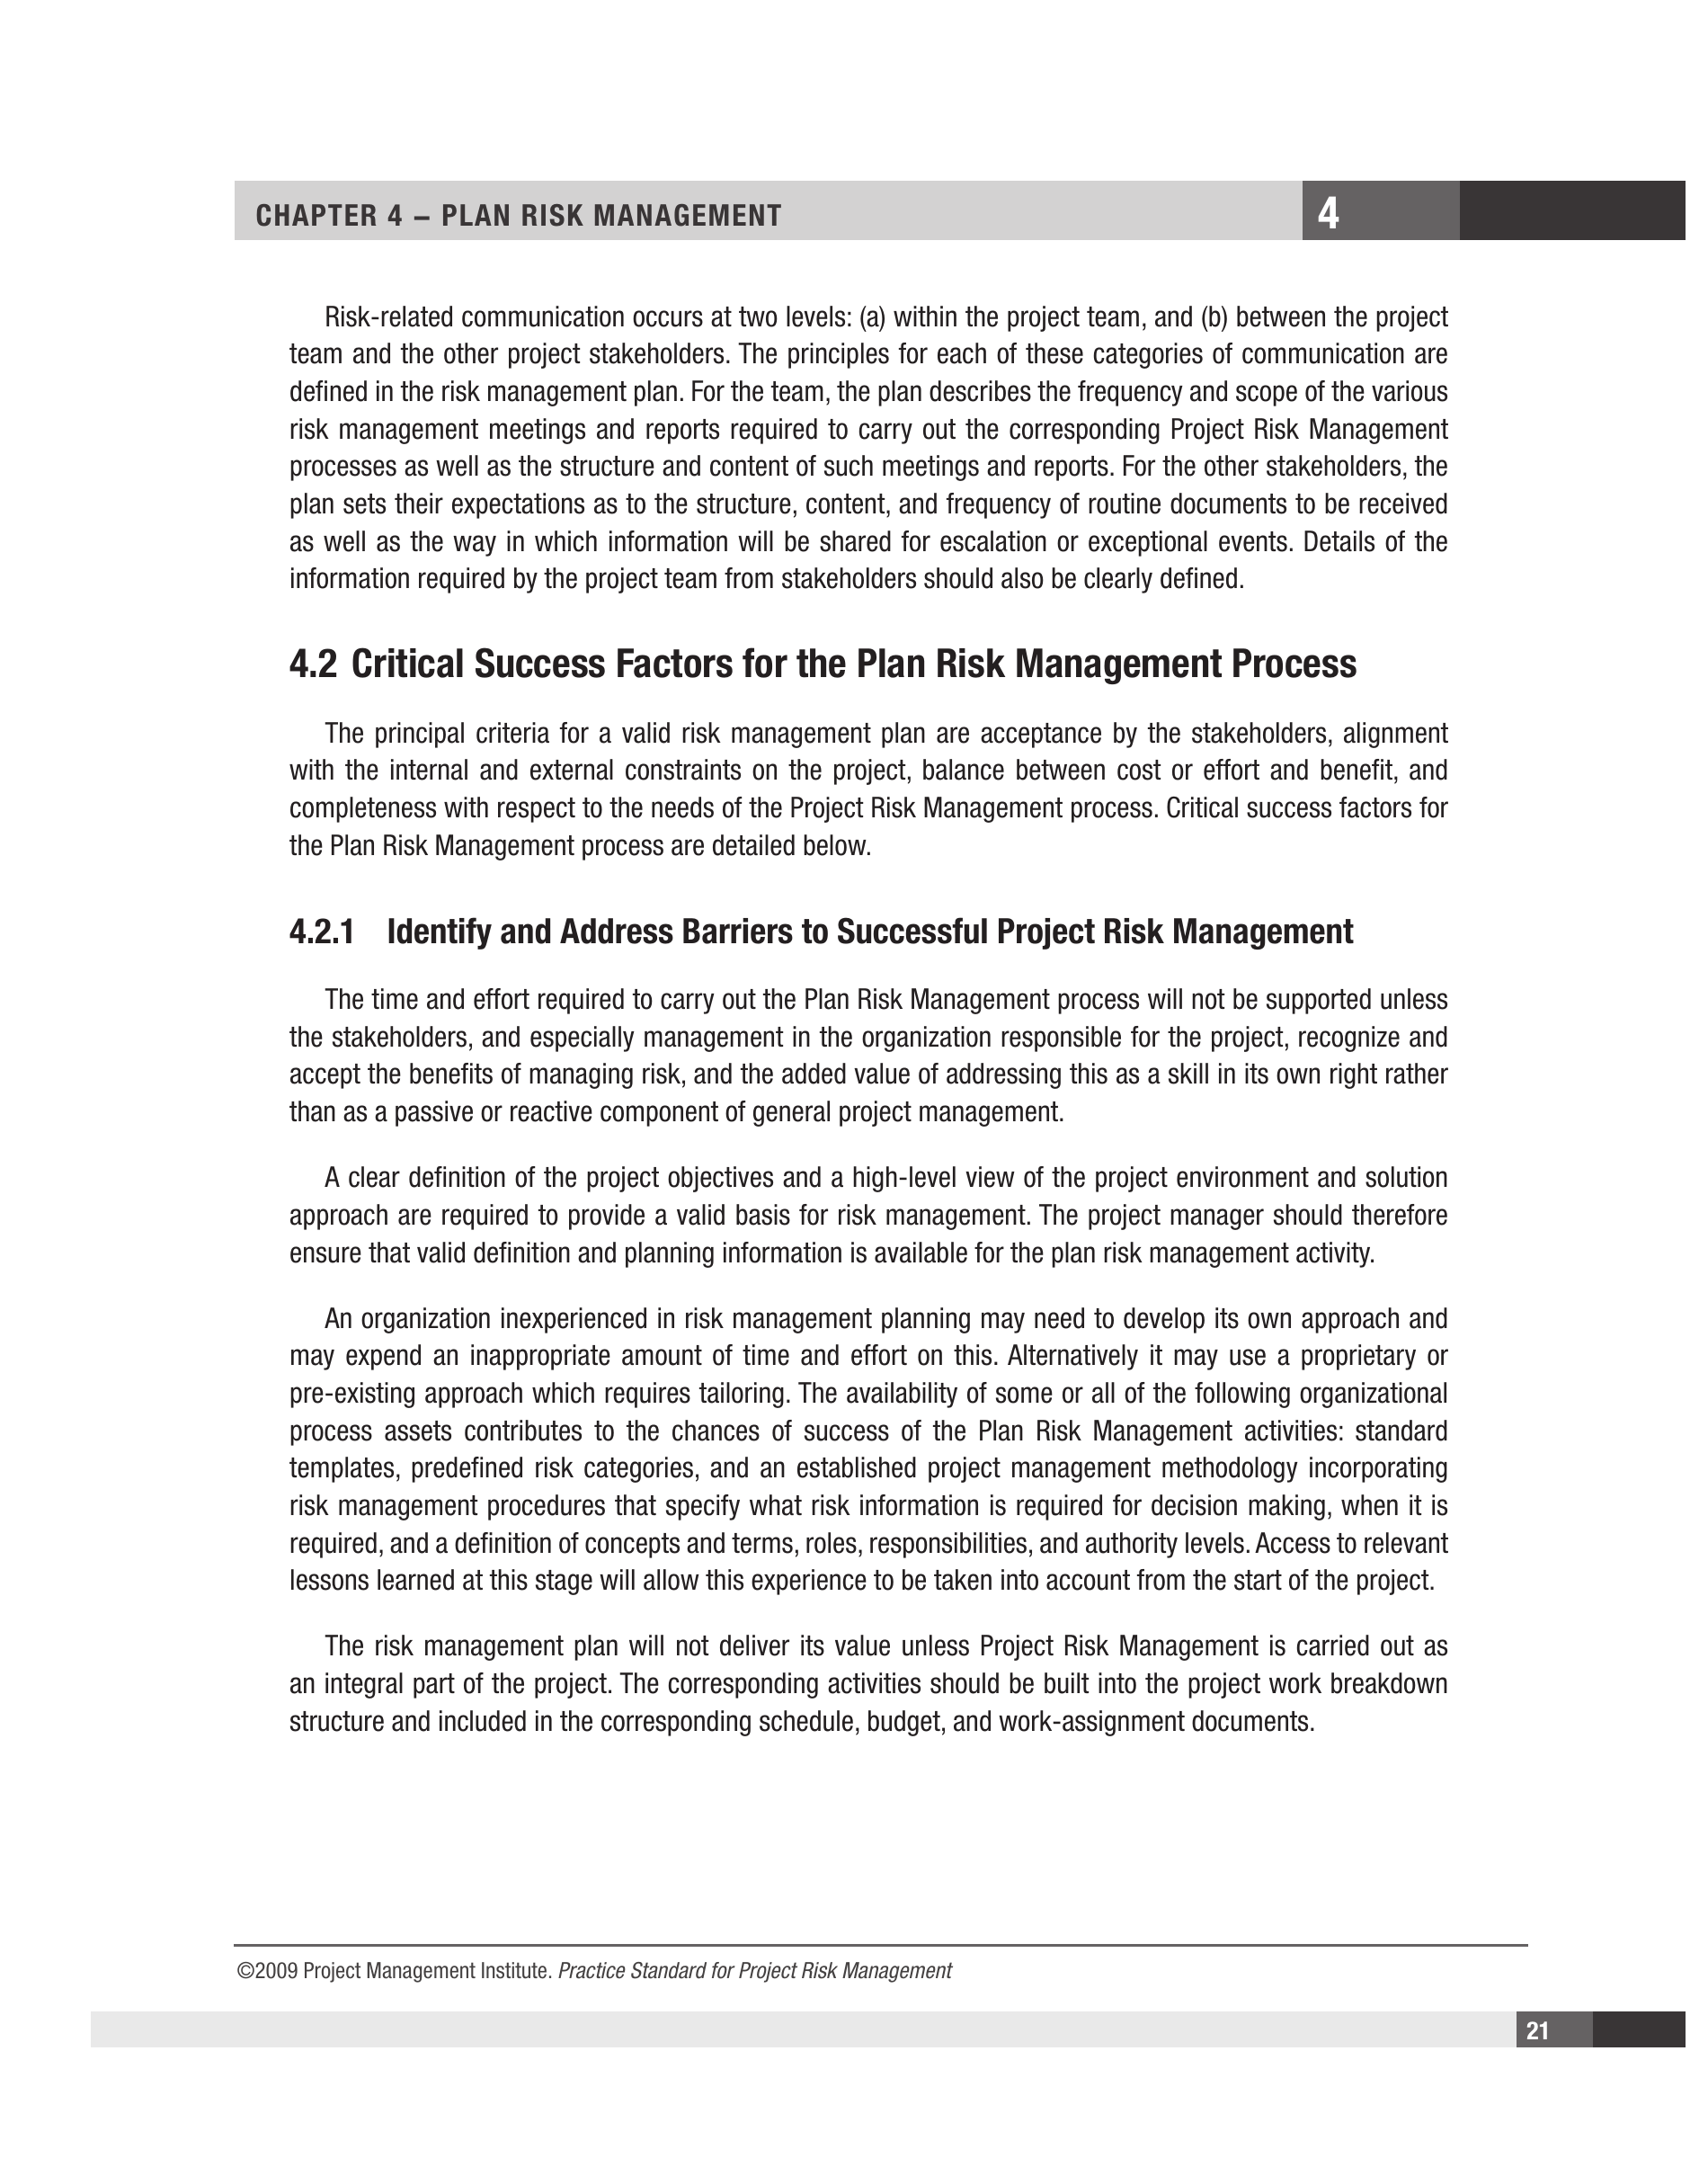 CHAPTER 4 – PLAN RISK MANAGEMENT
4
Risk-related communication occurs at two levels: (a) within the project team, and (b) between the project
team and the other project stakeholders. The principles for each of these categories of communication are
defined in the risk management plan. For the team, the plan describes the frequency and scope of the various
risk management meetings and reports required to carry out the corresponding Project Risk Management
processes as well as the structure and content of such meetings and reports. For the other stakeholders, the
plan sets their expectations as to the structure, content, and frequency of routine documents to be received
as well as the way in which information will be shared for escalation or exceptional events. Details of the
information required by the project team from stakeholders should also be clearly defined.
4.2 Critical Success Factors for the Plan Risk Management Process
The principal criteria for a valid risk management plan are acceptance by the stakeholders, alignment
with the internal and external constraints on the project, balance between cost or effort and benefit, and
completeness with respect to the needs of the Project Risk Management process. Critical success factors for
the Plan Risk Management process are detailed below.
4.2.1 Identify and Address Barriers to Successful Project Risk Management
The time and effort required to carry out the Plan Risk Management process will not be supported unless
the stakeholders, and especially management in the organization responsible for the project, recognize and
accept the benefits of managing risk, and the added value of addressing this as a skill in its own right rather
than as a passive or reactive component of general project management.
A clear definition of the project objectives and a high-level view of the project environment and solution
approach are required to provide a valid basis for risk management. The project manager should therefore
ensure that valid definition and planning information is available for the plan risk management activity.
An organization inexperienced in risk management planning may need to develop its own approach and
may expend an inappropriate amount of time and effort on this. Alternatively it may use a proprietary or
pre-existing approach which requires tailoring. The availability of some or all of the following organizational
process assets contributes to the chances of success of the Plan Risk Management activities: standard
templates, predefined risk categories, and an established project management methodology incorporating
risk management procedures that specify what risk information is required for decision making, when it is
required, and a definition of concepts and terms, roles, responsibilities, and authority levels. Access to relevant
lessons learned at this stage will allow this experience to be taken into account from the start of the project.
The risk management plan will not deliver its value unless Project Risk Management is carried out as
an integral part of the project. The corresponding activities should be built into the project work breakdown
structure and included in the corresponding schedule, budget, and work-assignment documents.
©2009 Project Management Institute. Practice Standard for Project Risk Management
21